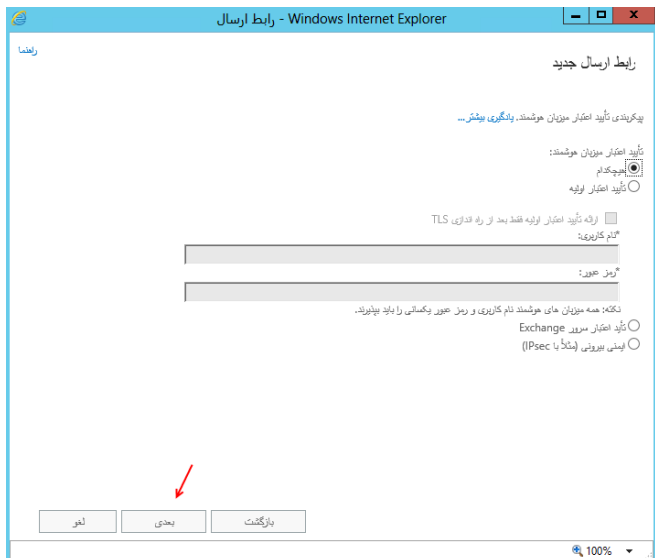 رابط ارسال - Windows Internet Explorer
راهنما
رابط ارسال جدید
پیکربندی تأیید اعتبار میزبان هوشمند. یادگیری بیشتر ...
تأیید اعتبار میزبان هوشمند:
هیچکدام
تأیید اعتبار اولیه
ارائه تأیید اعتبار اولیه فقط بعد از راه اندازی TLS
*نام کاربری:
*رمز عبور:
نکته: همه میزبان های هوشمند نام کاربری و رمز عبور یکسانی را باید بپذیرند.
تأید اعتبار سرور Exchange
ایمنی بیرونی (مثلاً با IPsec)
بازگشت
بعدی
لغو
100%